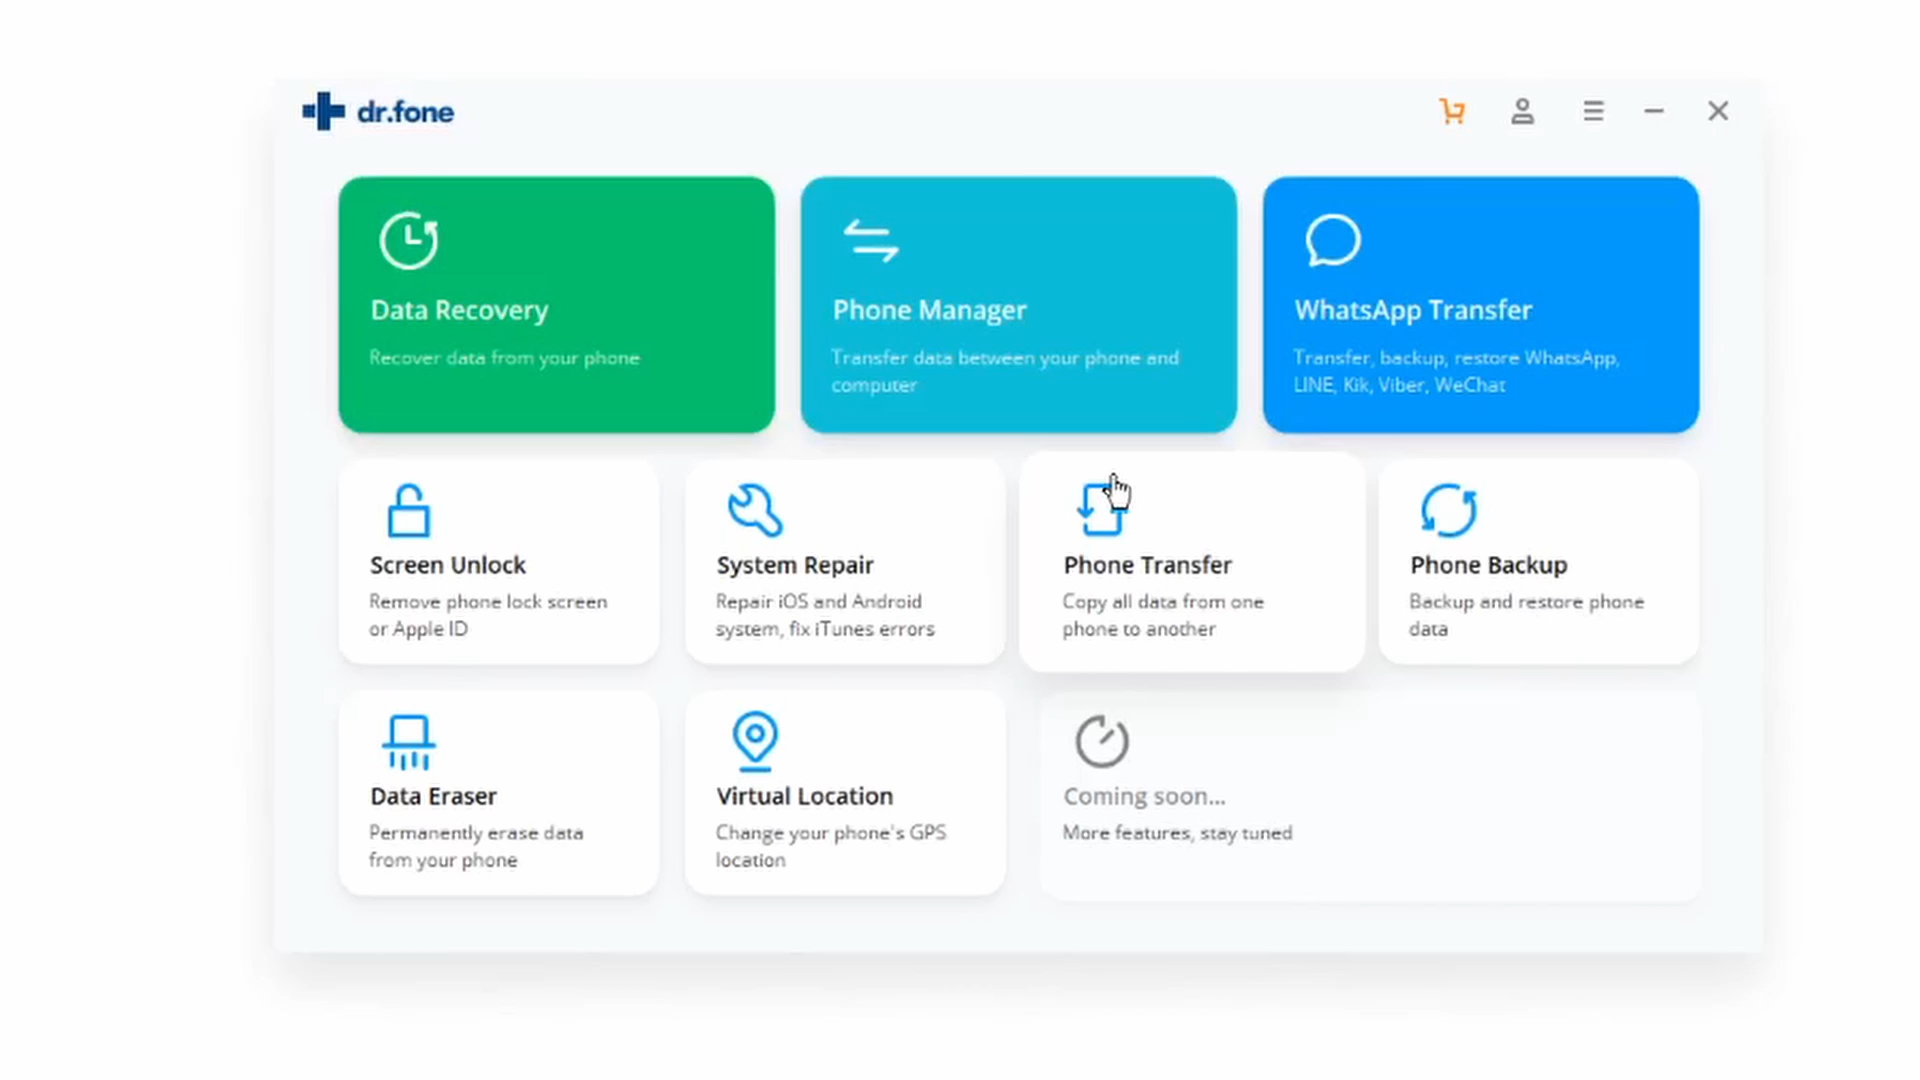 dr.fone
Data Recovery
Recover data from your phone
Phone Manager
Transfer data between your phone and
computer
WhatsApp Transfer
Transfer, backup, restore WhatsApp,
LINE, Kik, Viber, WeChat
Screen Unlock
Remove phone lock screen
or Apple ID
System Repair
Repair iOS and Android
system, fix iTunes errors
Phone Transfer
Copy all data from one
phone to another
Phone Backup
Backup and restore phone
data
Data Eraser
Permanently erase data
from your phone
Virtual Location
Change your phone's GPS
location
Coming soon...
More features, stay tuned